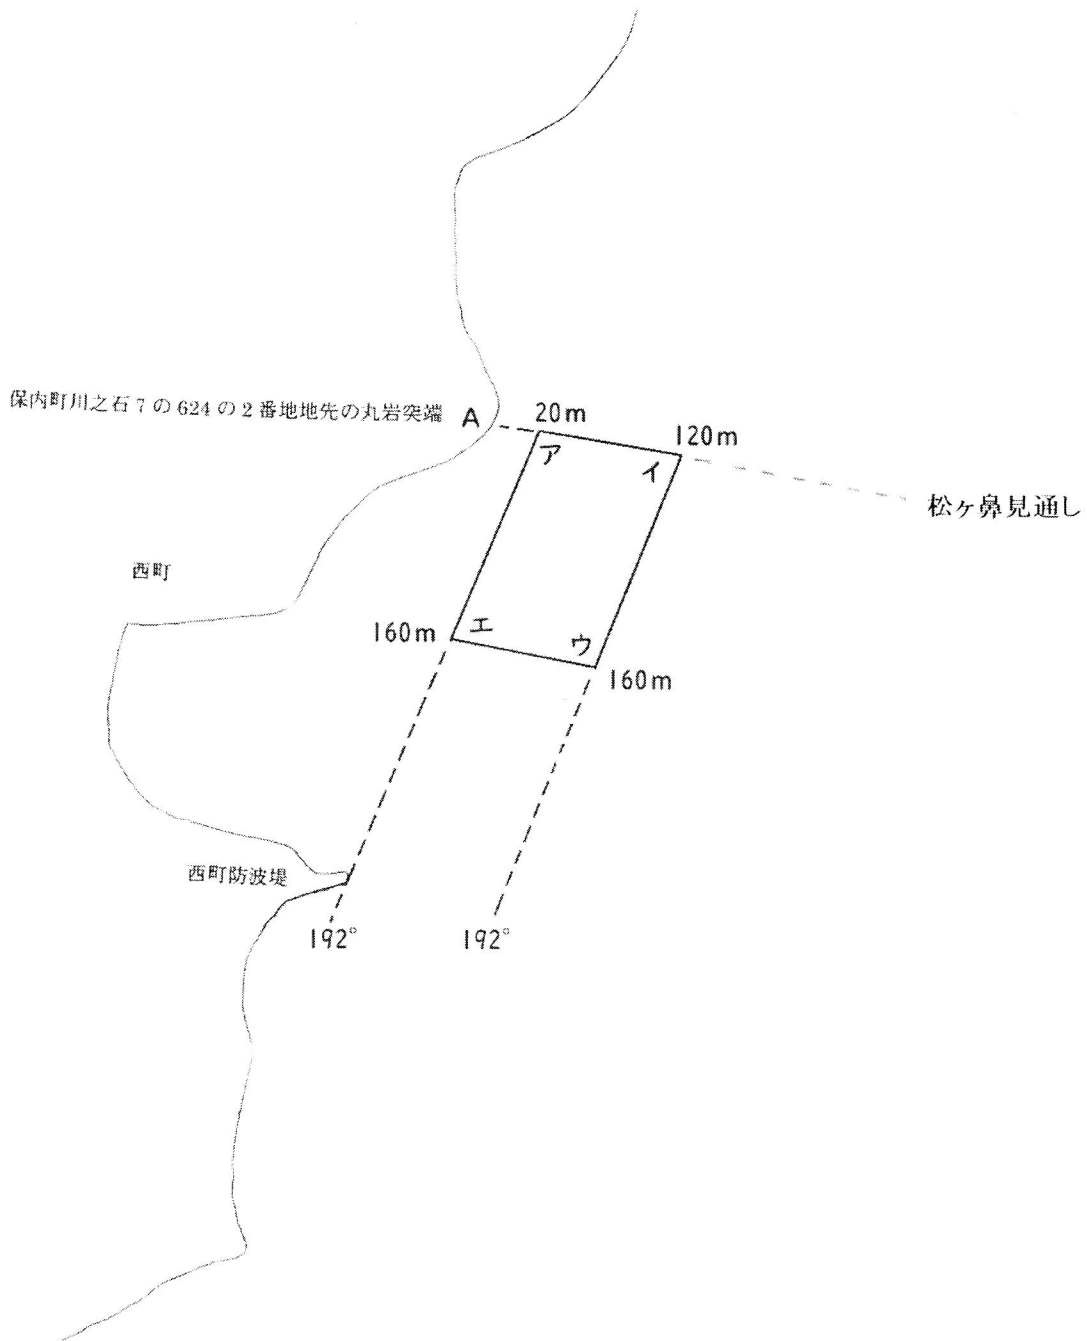 保内町川之石7の624の2番地地先の丸岩突端
A
20m
120m
ア
イ
松ヶ鼻見通し
西町
160m
エ
ウ
160m
西町防波堤
192°
192°